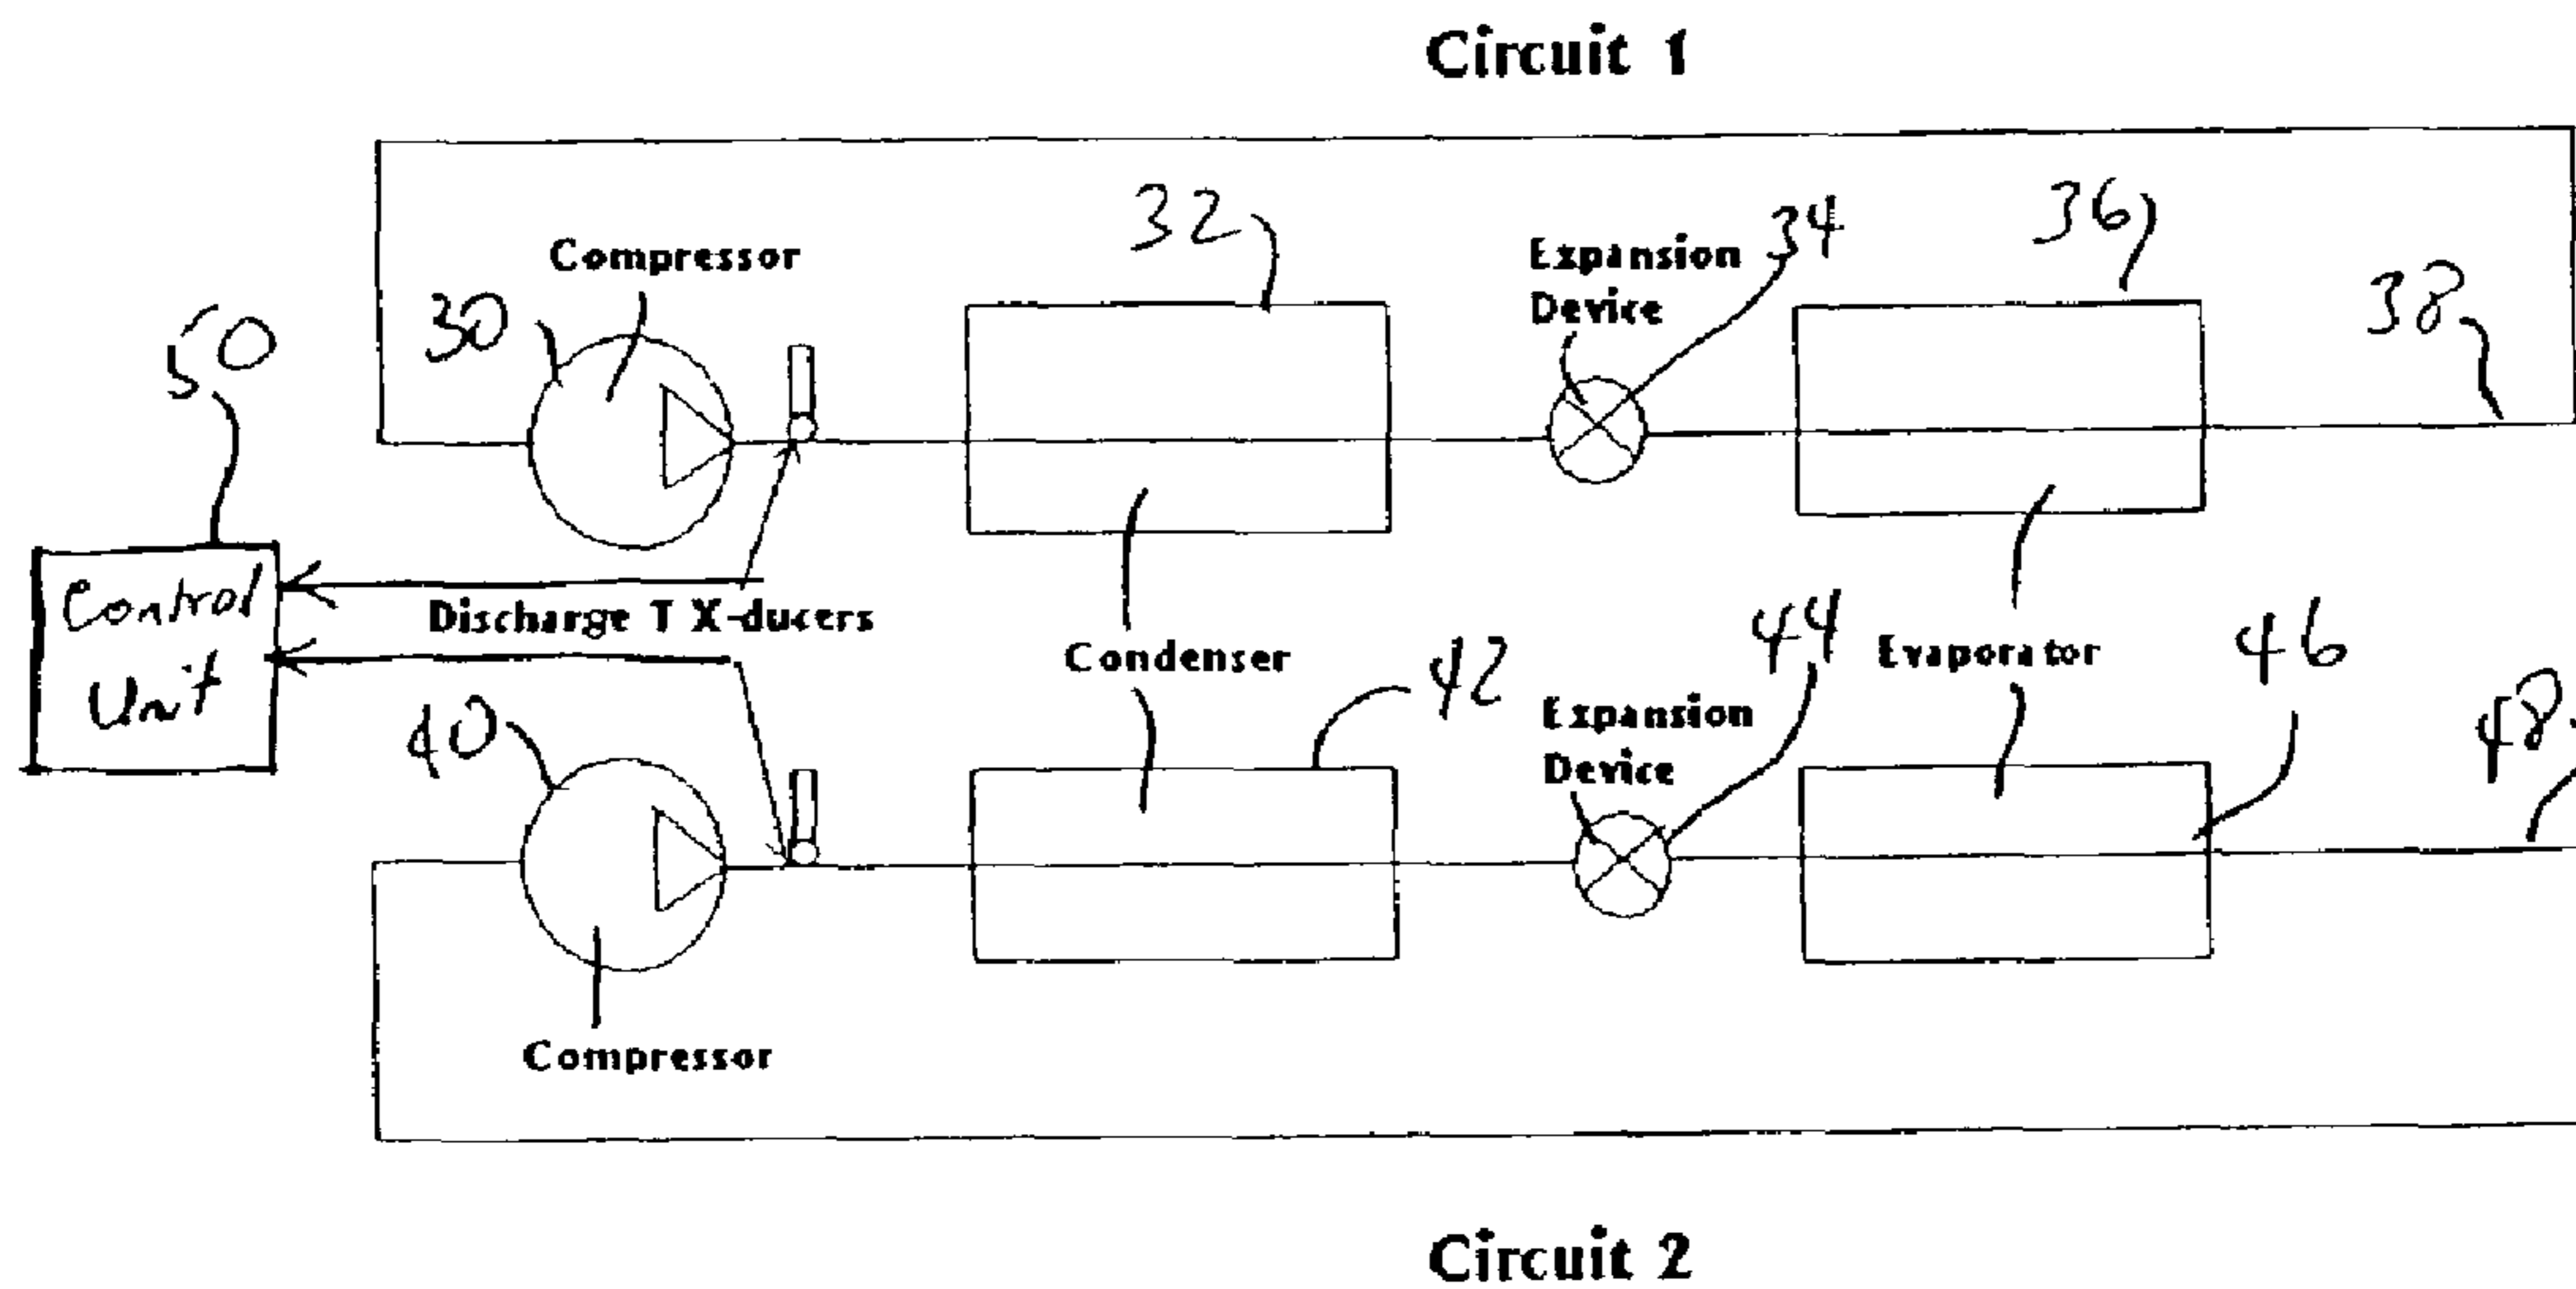 Circuit 1
32
34
36
38
Compressor
Expansion
Device
30
50
Control
Unit
Discharge T X-ducers
Condenser
Evaporator
44
46
42
48
40
Expansion
Device
Compressor
Circuit 2